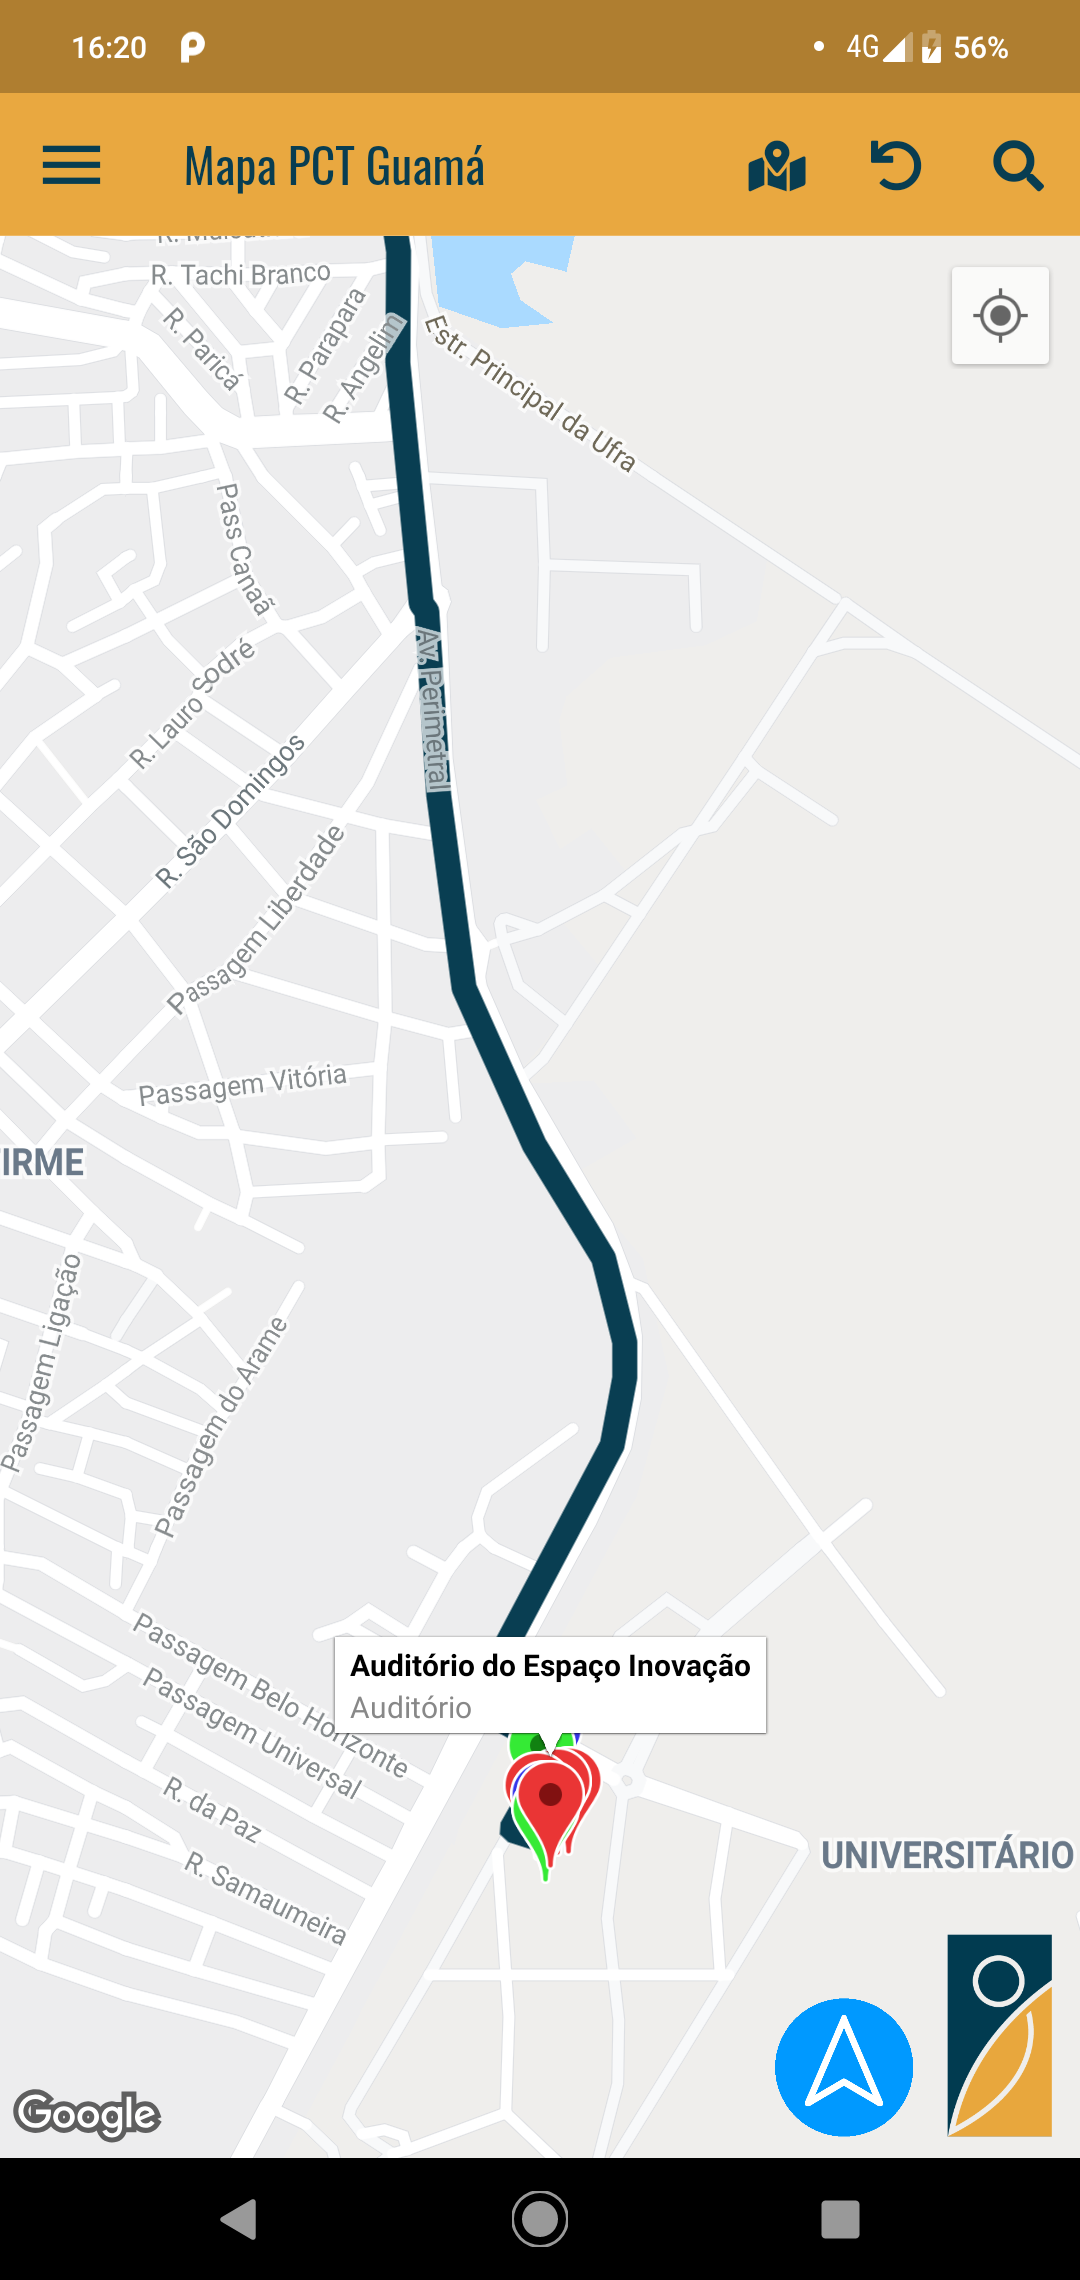 16:20
4G
56%
Mapa PCT Guamá
R. Tachi Branco
R. Paricá
R. Parapara
R. Angelim
Estr. Principal da Ufra
Pass Canaã
R. Lauro Sodré
Av. Perimetral
R. São Domingos
Passagem Liberdade
Passagem Vitória
IRME
Passagem Ligação
Passagem do Arame
Passagem Belo Horizonte
Passagem Universal
Auditório do Espaço Inovação
Auditório
R. da Paz
R. Samaumeira
UNIVERSITÁRIO
Google